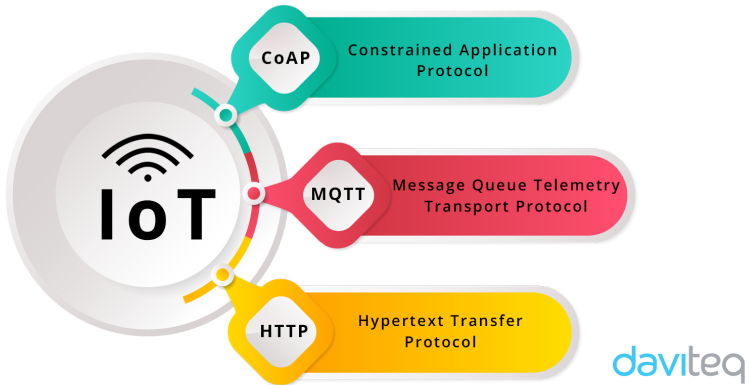 IoT
CoAP
Constrained Application
Protocol
MQTT
Message Queue Telemetry
Transport Protocol
HTTP
Hypertext Transfer
Protocol
daviteq